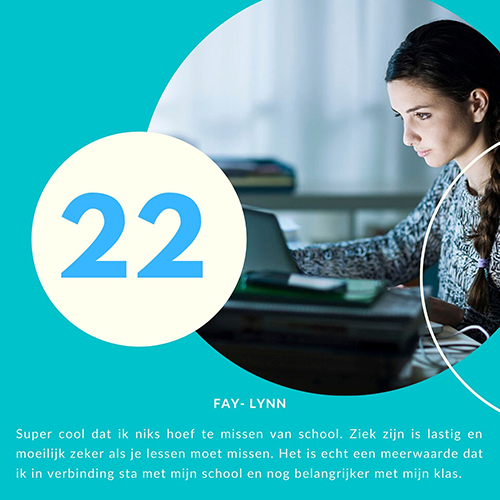 22
FAY- LYNN
Super cool dat ik niks hoef te missen van school. Ziek zijn is lastig en
moeilijk zeker als je lessen moet missen. Het is echt een meerwaarde dat
ik in verbinding sta met mijn school en nog belangrijker met mijn klas.